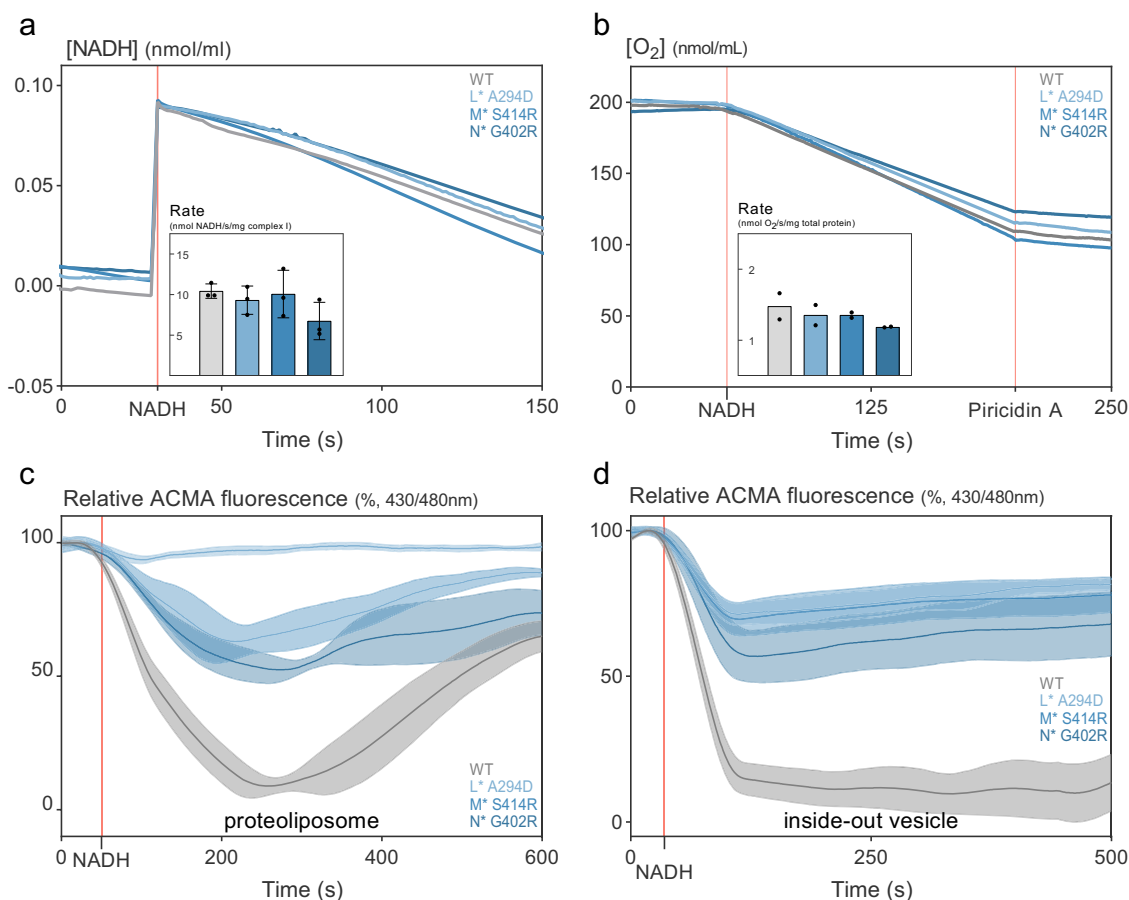 a
[NADH] (nmol/ml)
WT
L* A294D
M* S414R
N* G402R
0.10
0.05
0.00
-0.05
Rate
(nmol NADH/s/mg complex I)
15
10
5
0
NADH
50
100
150
Time (s)
b
[O2] (nmol/mL)
WT
L* A294D
M* S414R
N* G402R
200
150
100
50
0
Rate
(nmol O2/s/mg total protein)
2
1
0
NADH
125
Piricidin A
250
Time (s)
c
Relative ACMA fluorescence (%, 430/480nm)
100
50
0
WT
L* A294D
M* S414R
N* G402R
proteoliposome
0
NADH
200
400
600
Time (s)
d
Relative ACMA fluorescence (%, 430/480nm)
100
50
0
WT
L* A294D
M* S414R
N* G402R
inside-out vesicle
0
NADH
250
500
Time (s)